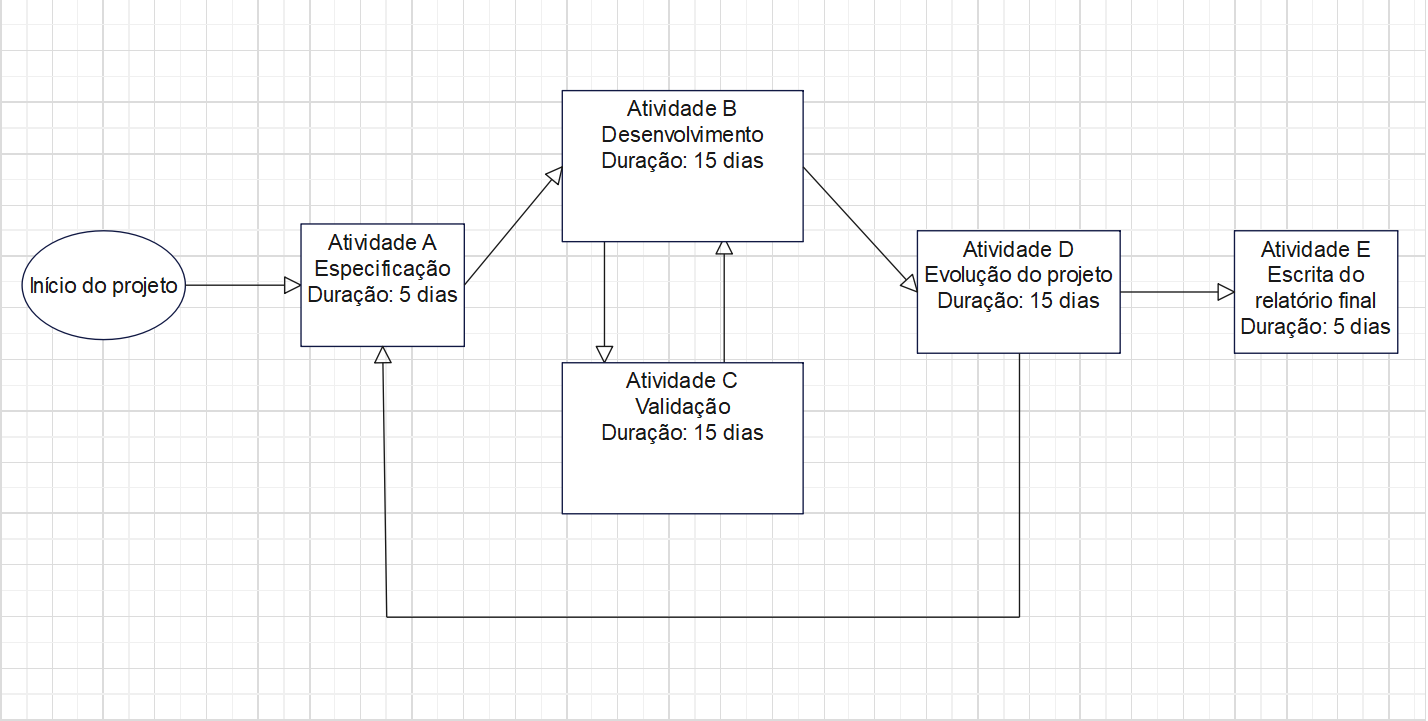 Início do projeto
Atividade A
Especificação
Duração: 5 dias
Atividade B
Desenvolvimento
Duração: 15 dias
Atividade C
Validação
Duração: 15 dias
Atividade D
Evolução do projeto
Duração: 15 dias
Atividade E
Escrita do
relatório final
Duração: 5 dias